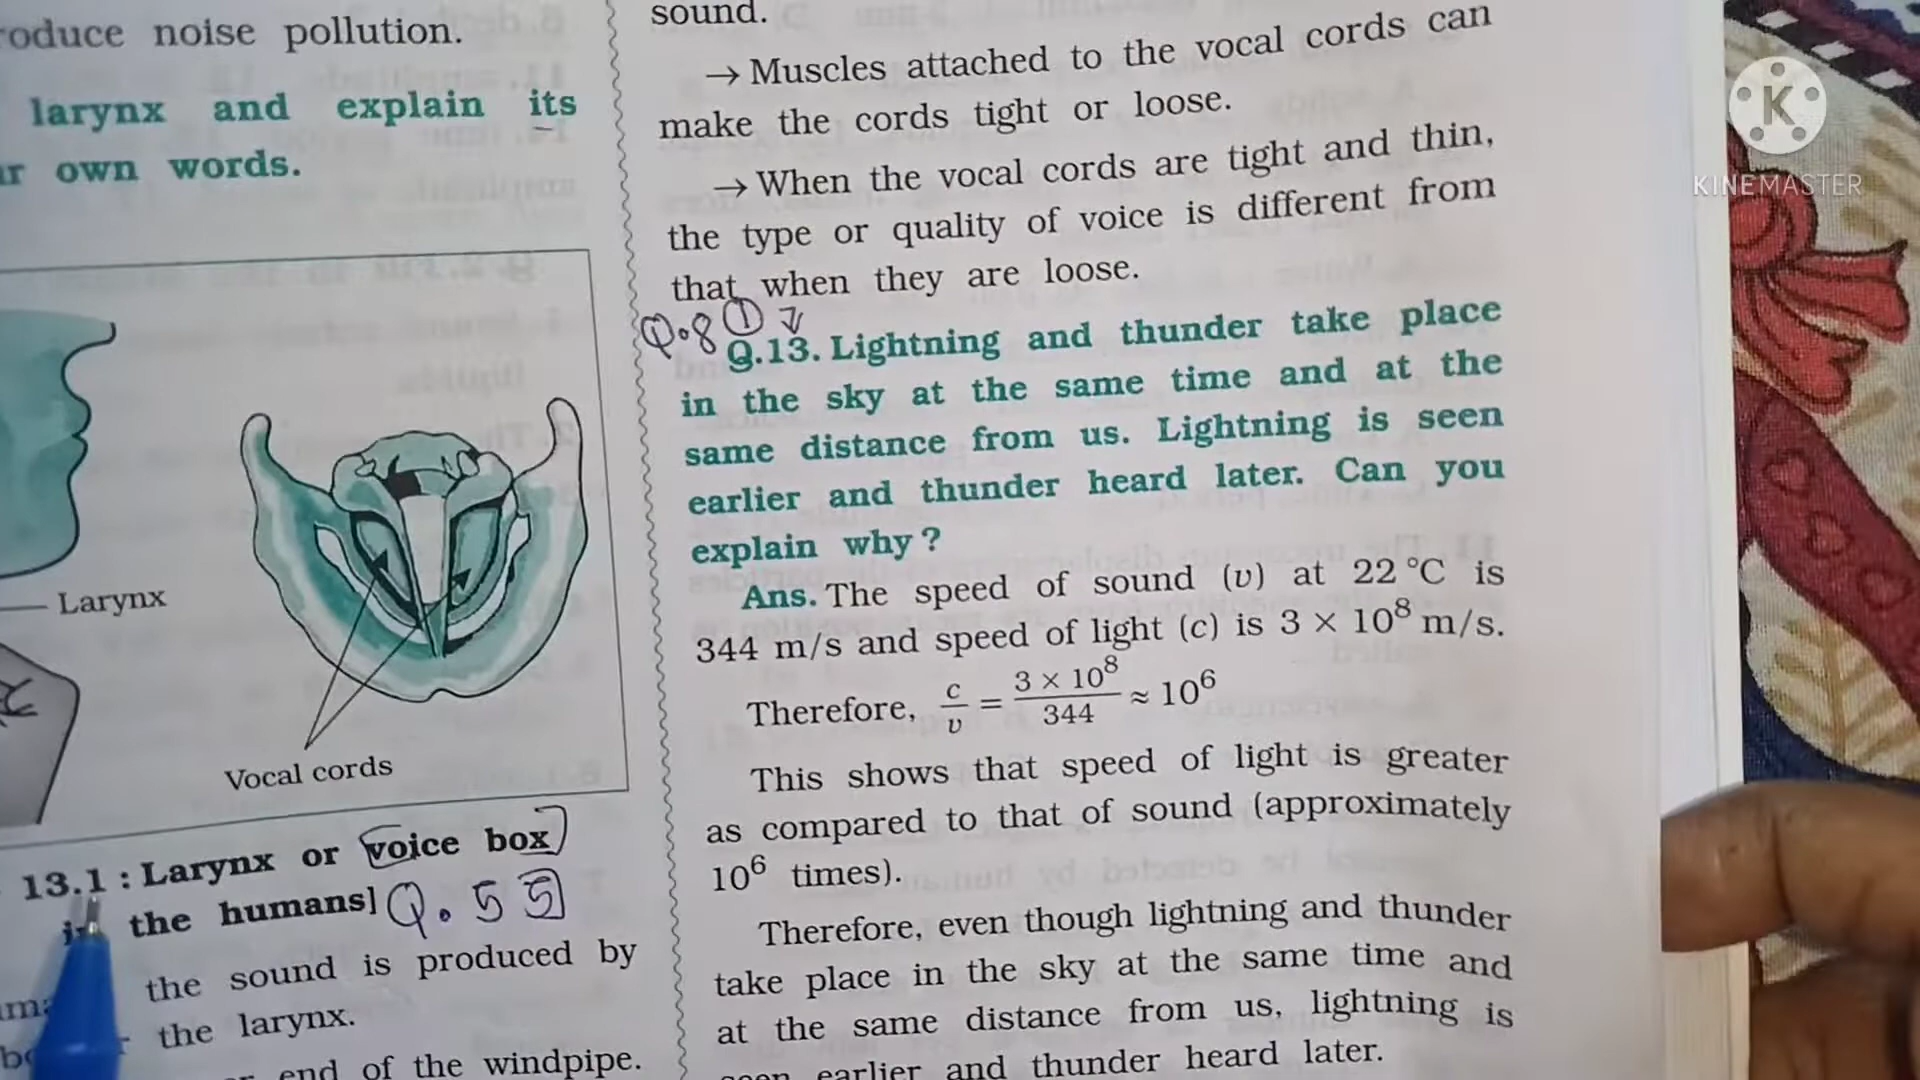 roduce noise pollution.
larynx and explain its
own words.
Larynx
Vocal cords
13.1 : Larynx or voice box
the humans] Q. 5 5
the sound is produced by
the larynx.
end of the windpipe.
sound.
→ Muscles attached to the vocal cords can
make the cords tight or loose.
→ When the vocal cords are tight and thin,
the type or quality of voice is different from
that when they are loose.
Q.8 ① ↓
Q.13. Lightning and thunder take place
in the sky at the same time and at the
same distance from us. Lightning is seen
earlier and thunder heard later. Can you
explain why ?
Ans. The speed of sound (v) at 22 °C is
344 m/s and speed of light (c) is 3 × 10⁸ m/s.
Therefore, c/v = 3 × 10⁸/344 ≈ 10⁶
This shows that speed of light is greater
as compared to that of sound (approximately
10⁶ times).
Therefore, even though lightning and thunder
take place in the sky at the same time and
at the same distance from us, lightning is
seen earlier and thunder heard later.
K
KINEMASTER